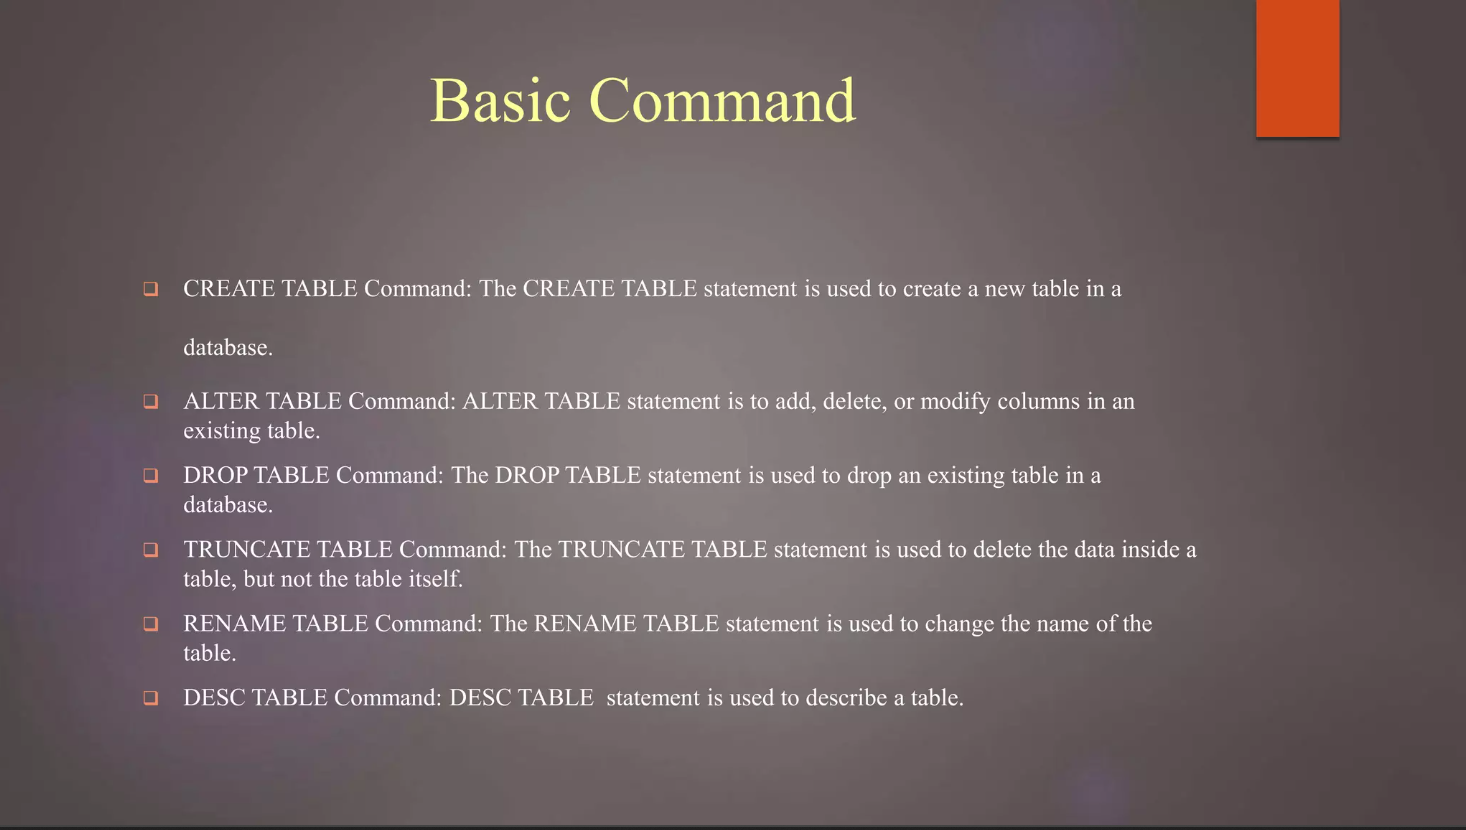 Basic Command
CREATE TABLE Command: The CREATE TABLE statement is used to create a new table in a
database.
ALTER TABLE Command: ALTER TABLE statement is to add, delete, or modify columns in an
existing table.
DROP TABLE Command: The DROP TABLE statement is used to drop an existing table in a
database.
TRUNCATE TABLE Command: The TRUNCATE TABLE statement is used to delete the data inside a
table, but not the table itself.
RENAME TABLE Command: The RENAME TABLE statement is used to change the name of the
table.
DESC TABLE Command: DESC TABLE  statement is used to describe a table.